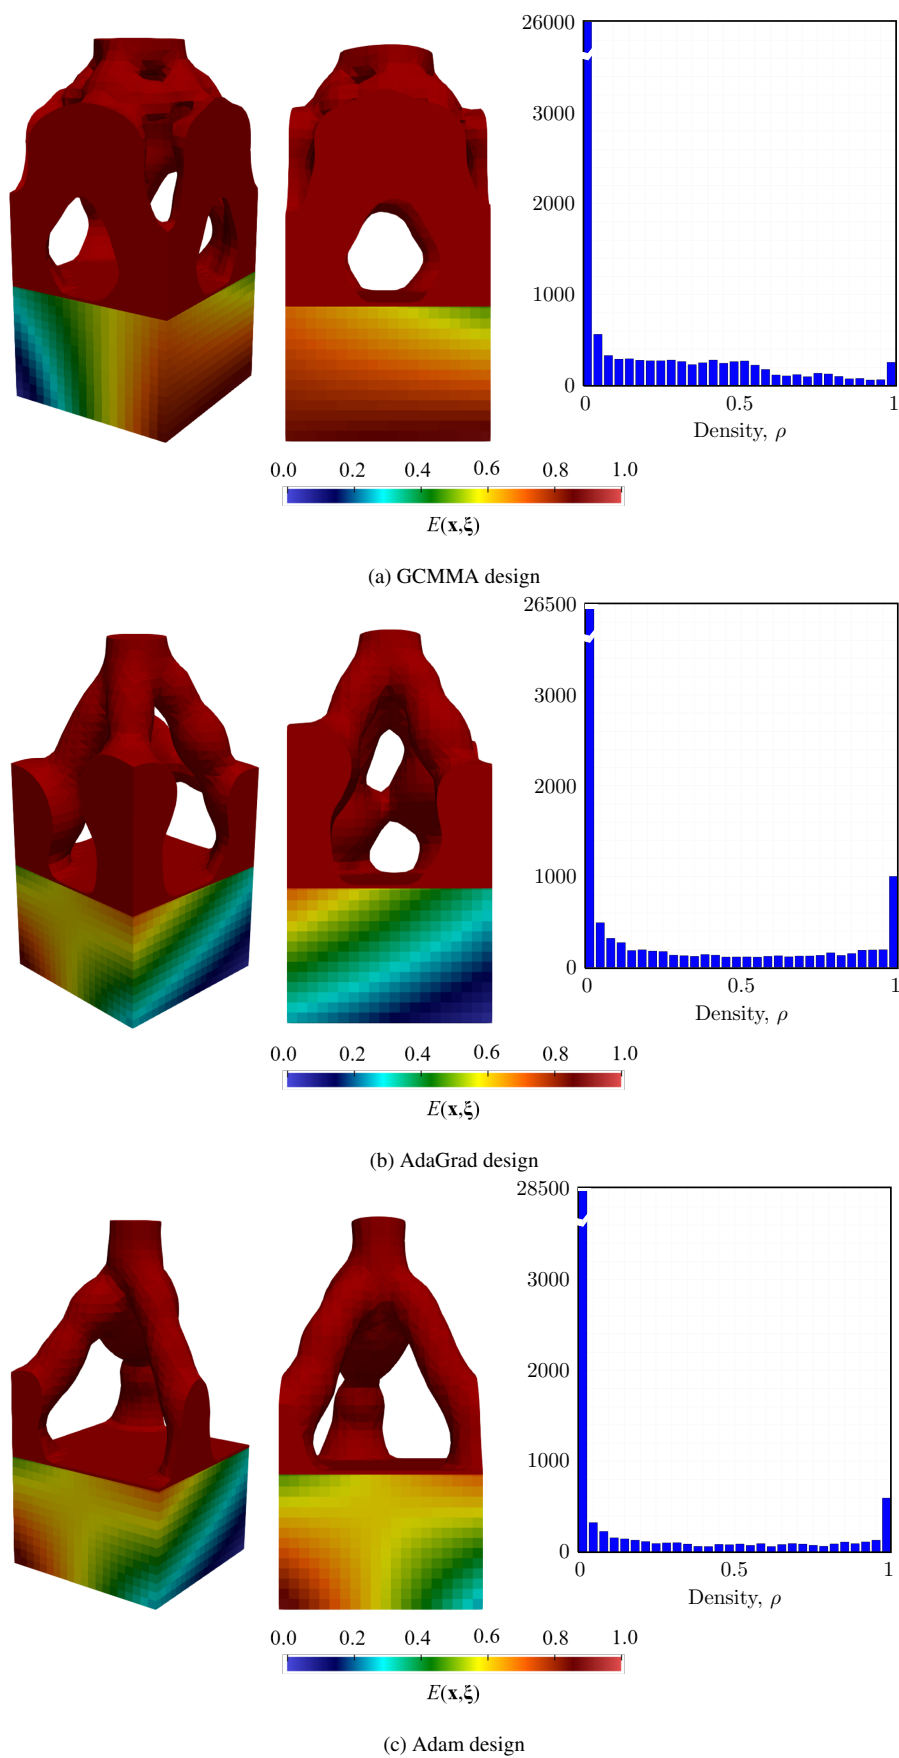 26000
3000
2000
1000
0
0 0.5 1
Density, ρ
0.0 0.2 0.4 0.6 0.8 1.0
E(x,ξ)
(a) GCMMA design
26500
3000
2000
1000
0
0 0.5 1
Density, ρ
0.0 0.2 0.4 0.6 0.8 1.0
E(x,ξ)
(b) AdaGrad design
28500
3000
2000
1000
0
0 0.5 1
Density, ρ
0.0 0.2 0.4 0.6 0.8 1.0
E(x,ξ)
(c) Adam design